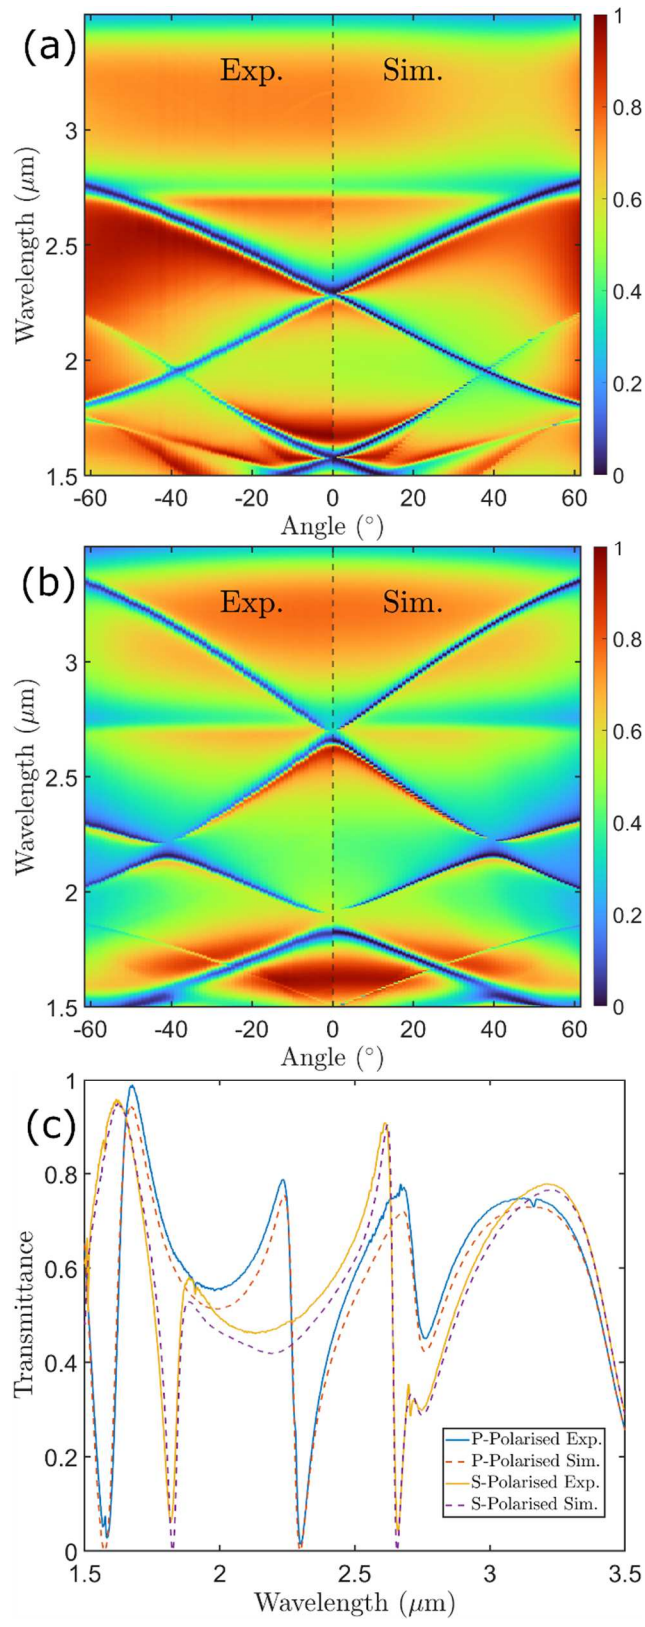 (a)
Exp.
Sim.
Wavelength (μm)
3
2.5
2
1.5
-60
-40
-20
0
20
40
60
Angle (°)
1
0.8
0.6
0.4
0.2
0
(b)
Exp.
Sim.
Wavelength (μm)
3
2.5
2
1.5
-60
-40
-20
0
20
40
60
Angle (°)
1
0.8
0.6
0.4
0.2
0
(c)
Transmittance
1
0.8
0.6
0.4
0.2
0
P-Polarised Exp.
P-Polarised Sim.
S-Polarised Exp.
S-Polarised Sim.
1.5
2
2.5
3
3.5
Wavelength (μm)